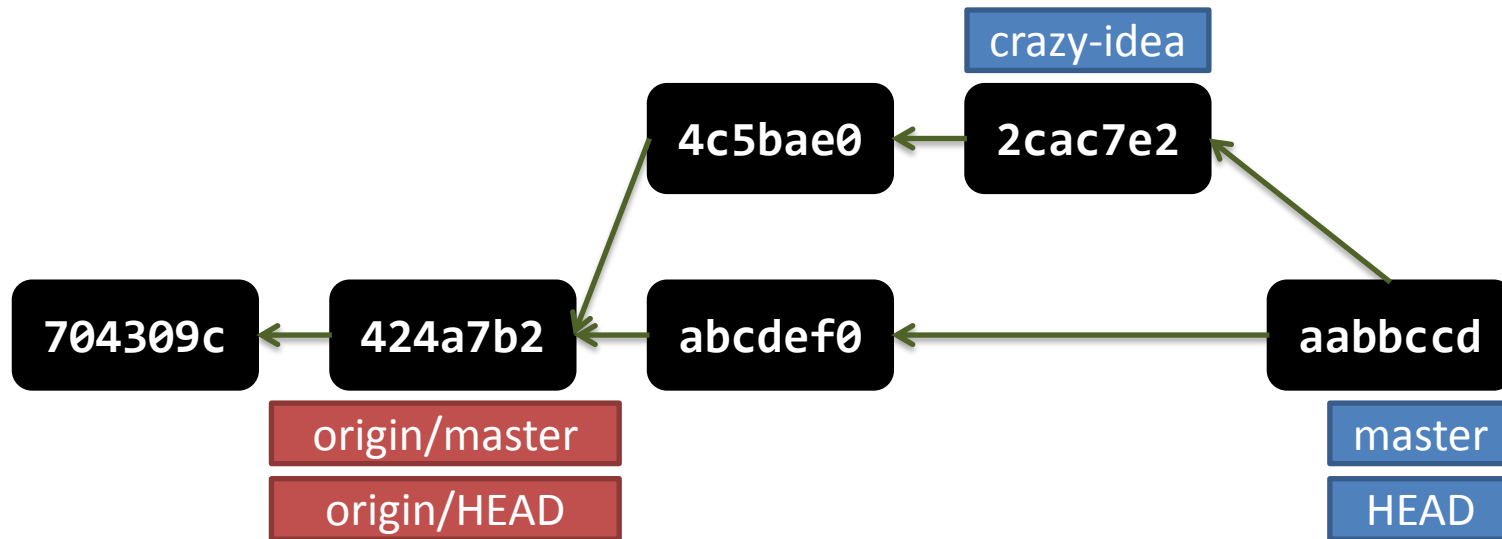 crazy-idea
4c5bae0 2cac7e2
704309c 424a7b2 abcdef0 aabbccd
origin/master master
origin/HEAD HEAD